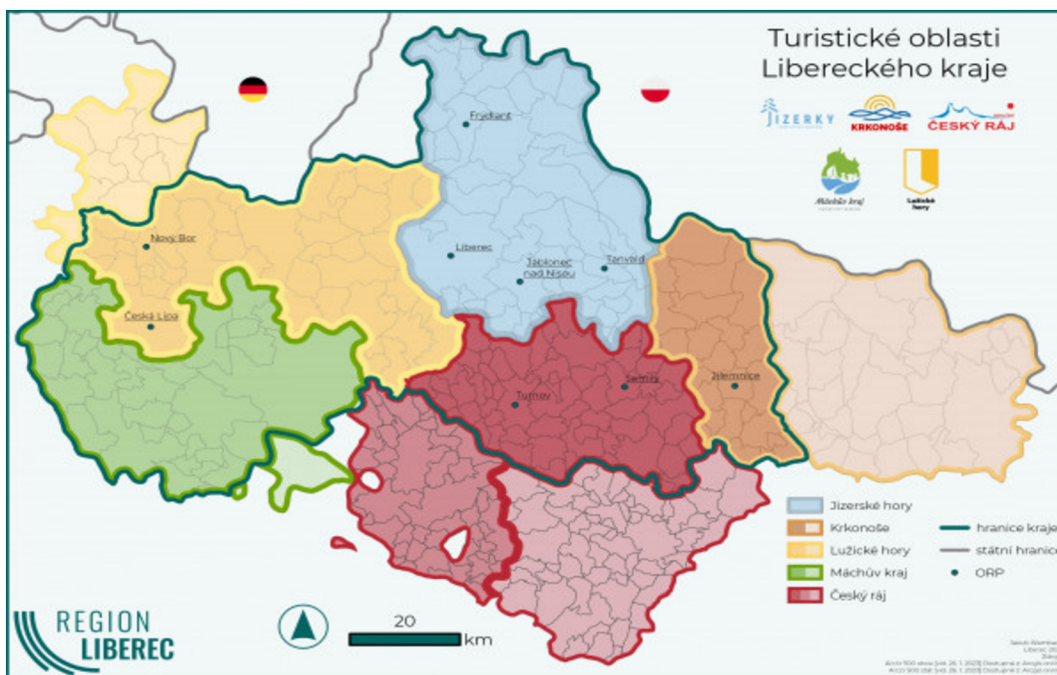 Turistické oblasti
Libereckého kraje
JIZERKY
KRKONOŠE
ČESKÝ RÁJ
Máchův kraj
Lužické
hory
Frýdlant
Nový Bor
Liberec
Jablonec
nad Nisou
Tanvald
Česká Lípa
Turnov
Semily
Jilemnice
Jizerské hory
Krkonoše
Lužické hory
Máchův kraj
Český ráj
hranice kraje
státní hranice
ORP
REGION
LIBEREC
20
km